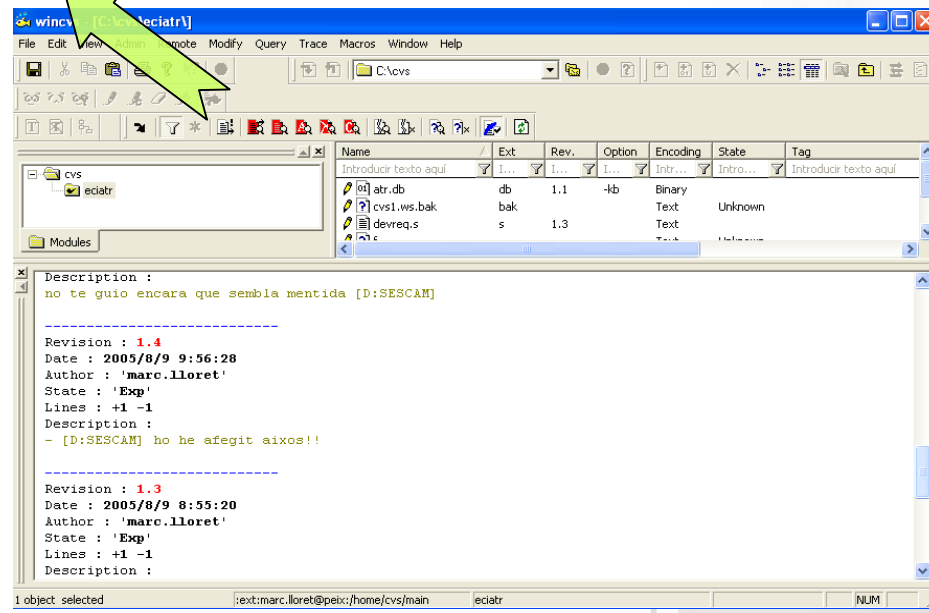 wincvs - [C:\cvs\eciatr\]
File Edit View Admin Remote Modify Query Trace Macros Window Help
C:\cvs
Name Ext Rev. Option Encoding State Tag
Introducir texto aquí I... I... I... Intr... Intro... Introducir texto aquí
cvs
eciatr
atr.db db 1.1 -kb Binary
cvs1.ws.bak bak Text Unknown
devreq.s s 1.3 Text
Modules
Description :
no te guio encara que sembla mentida [D:SESCAM]
----------------------------
Revision : 1.4
Date : 2005/8/9 9:56:28
Author : 'marc.lloret'
State : 'Exp'
Lines : +1 -1
Description :
- [D:SESCAM] ho he afegit aixos!!
----------------------------
Revision : 1.3
Date : 2005/8/9 8:55:20
Author : 'marc.lloret'
State : 'Exp'
Lines : +1 -1
Description :
1 object selected :ext:marc.lloret@peix:/home/cvs/main eciatr NUM